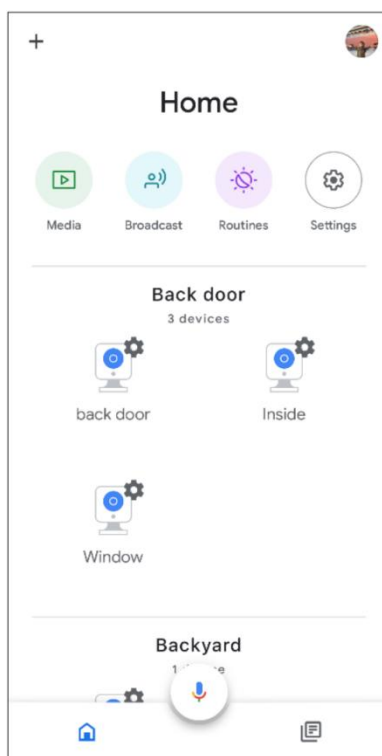 Home
Media Broadcast Routines Settings
Back door
3 devices
back door Inside
Window
Backyard